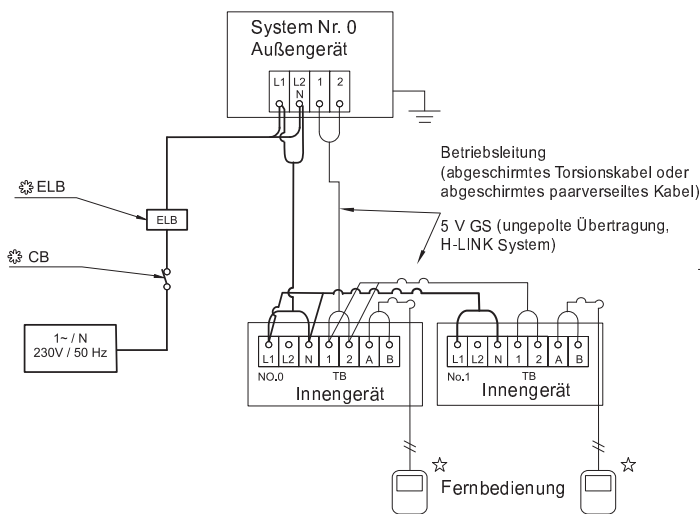 System Nr. 0
Außengerät
L1 L2 1 2
N
Betriebsleitung
(abgeschirmtes Torsionskabel oder
abgeschirmtes paarverseiltes Kabel)
ELB
ELB
5 V GS (ungepolte Übertragung,
H-LINK System)
CB
1~ / N
230V / 50 Hz
L1 L2 N 1 2 A B
NO.0 TB
Innengerät
L1 L2 N 1 2 A B
No.1 TB
Innengerät
Fernbedienung